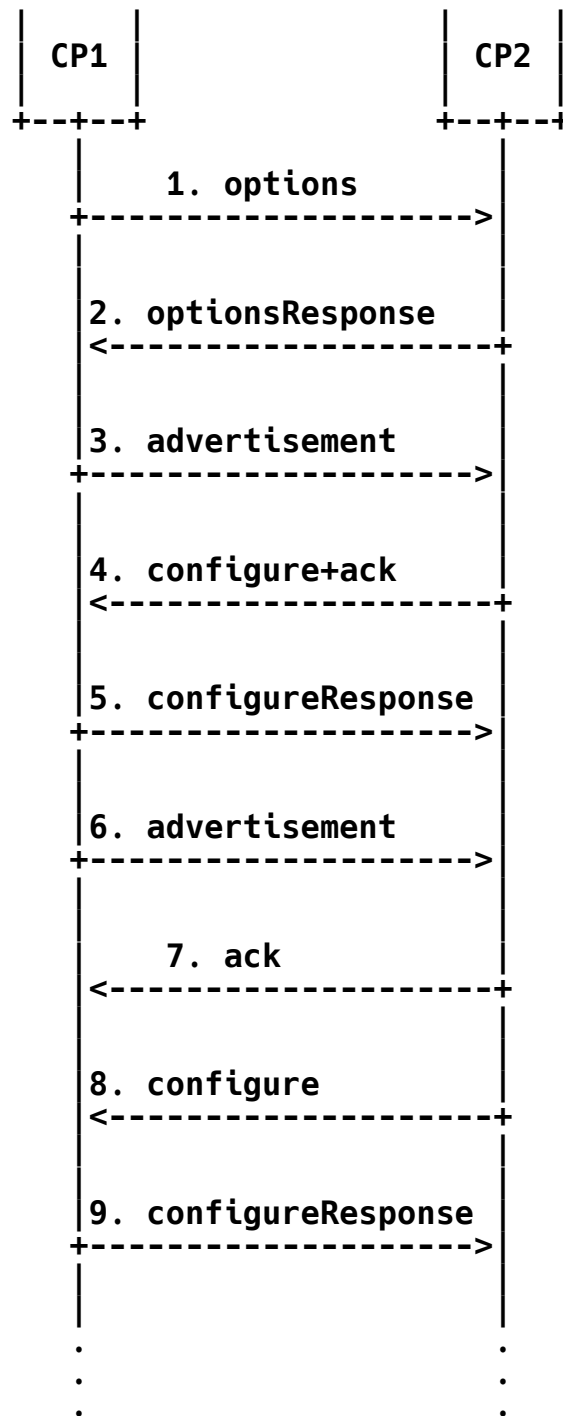 CP1 CP2
1. options
2. optionsResponse
3. advertisement
4. configure+ack
5. configureResponse
6. advertisement
7. ack
8. configure
9. configureResponse